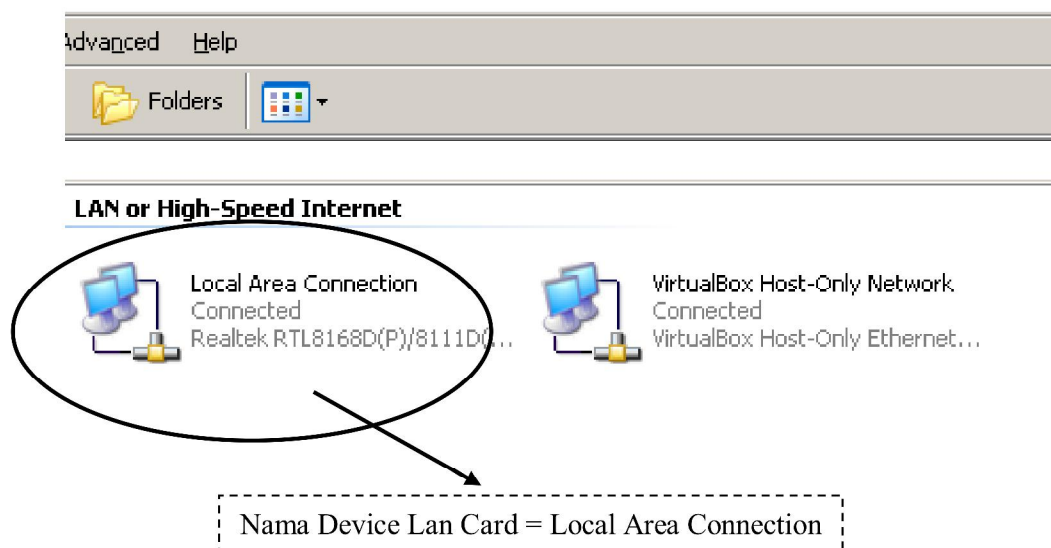 Advanced Help
Folders
LAN or High-Speed Internet
Local Area Connection
Connected
Realtek RTL8168D(P)/8111D(...
VirtualBox Host-Only Network
Connected
VirtualBox Host-Only Ethernet...
Nama Device Lan Card = Local Area Connection